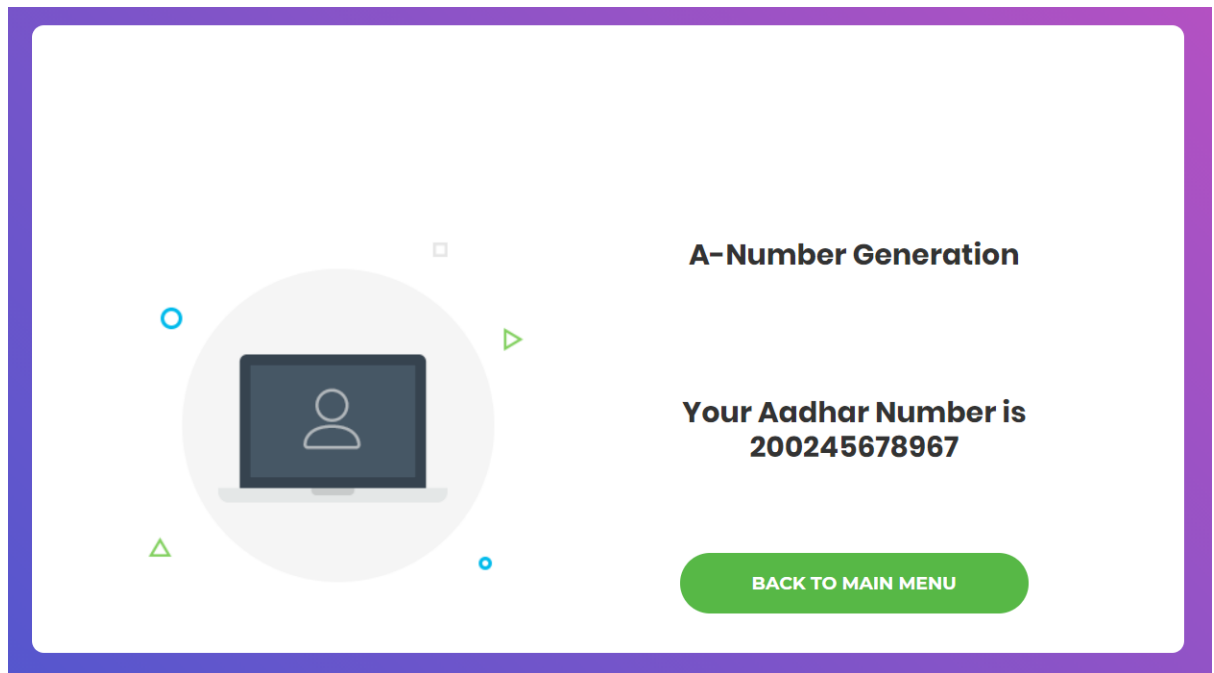 A-Number Generation
Your Aadhar Number is
200245678967
BACK TO MAIN MENU